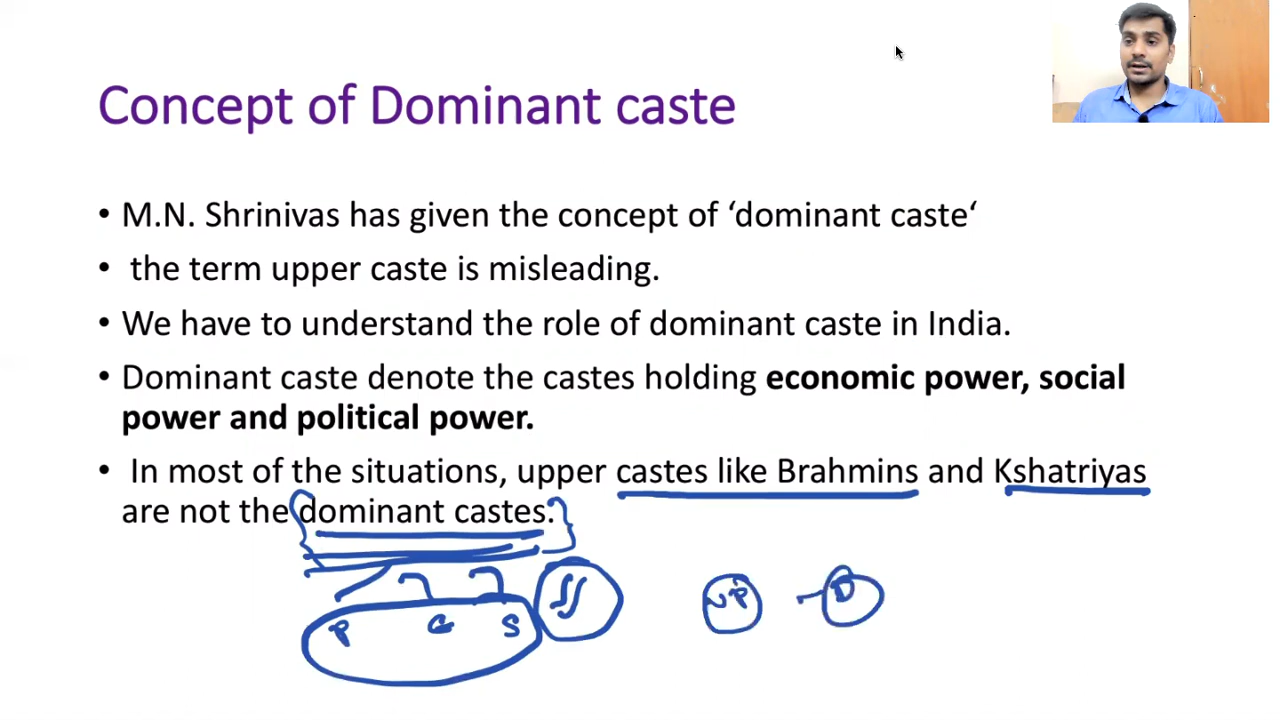 Concept of Dominant caste
• M.N. Shrinivas has given the concept of ‘dominant caste‘
• the term upper caste is misleading.
• We have to understand the role of dominant caste in India.
• Dominant caste denote the castes holding economic power, social
power and political power.
• In most of the situations, upper castes like Brahmins and Kshatriyas
are not the dominant castes.
P G S UP D